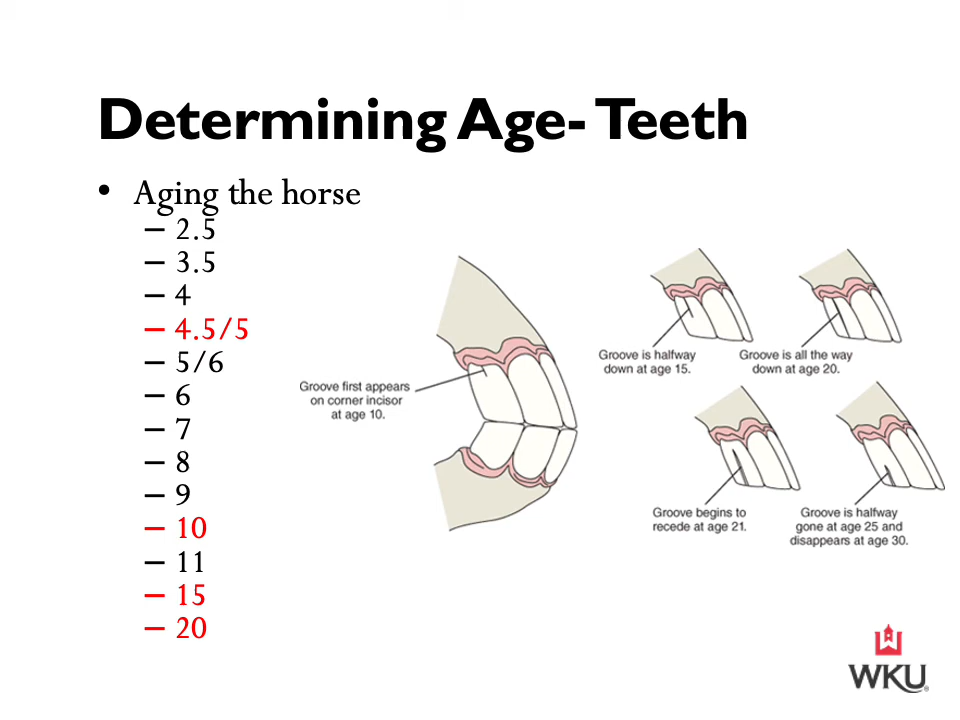 Determining Age- Teeth
• Aging the horse
– 2.5
– 3.5
– 4
– 4.5/5
– 5/6
– 6
– 7
– 8
– 9
– 10
– 11
– 15
– 20
Groove first appears
on corner incisor
at age 10.
Groove is halfway
down at age 15.
Groove is all the way
down at age 20.
Groove begins to
recede at age 21.
Groove is halfway
gone at age 25 and
disappears at age 30.
WKU®